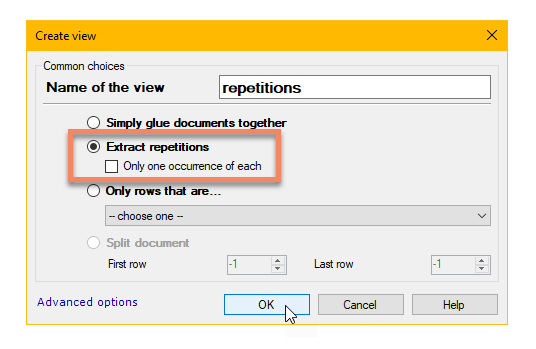 Create view
Common choices
Name of the view repetitions
Simply glue documents together
Extract repetitions
Only one occurrence of each
Only rows that are...
-- choose one --
Split document
First row -1 Last row -1
Advanced options OK Cancel Help